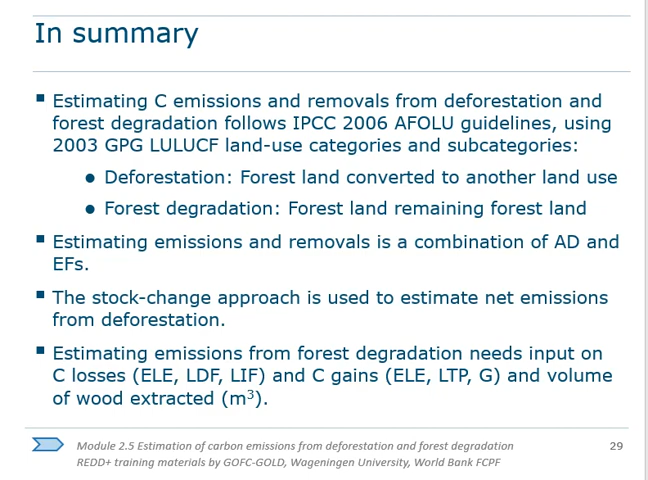 In summary
Estimating C emissions and removals from deforestation and
forest degradation follows IPCC 2006 AFOLU guidelines, using
2003 GPG LULUCF land-use categories and subcategories:
Deforestation: Forest land converted to another land use
Forest degradation: Forest land remaining forest land
Estimating emissions and removals is a combination of AD and
EFs.
The stock-change approach is used to estimate net emissions
from deforestation.
Estimating emissions from forest degradation needs input on
C losses (ELE, LDF, LIF) and C gains (ELE, LTP, G) and volume
of wood extracted (m³).
Module 2.5 Estimation of carbon emissions from deforestation and forest degradation
REDD+ training materials by GOFC-GOLD, Wageningen University, World Bank FCPF
29